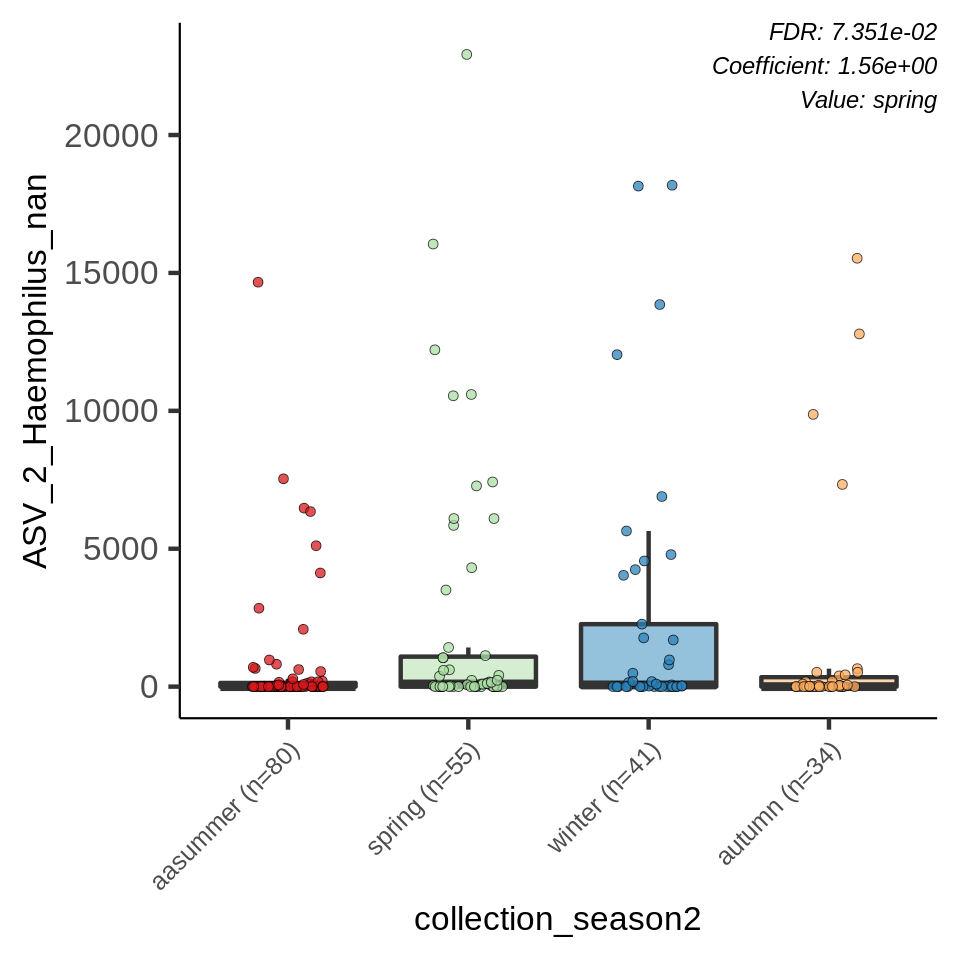 FDR: 7.351e-02
Coefficient: 1.56e+00
Value: spring
ASV_2_Haemophilus_nan
20000
15000
10000
5000
0
aasummer (n=80)
spring (n=55)
winter (n=41)
autumn (n=34)
collection_season2